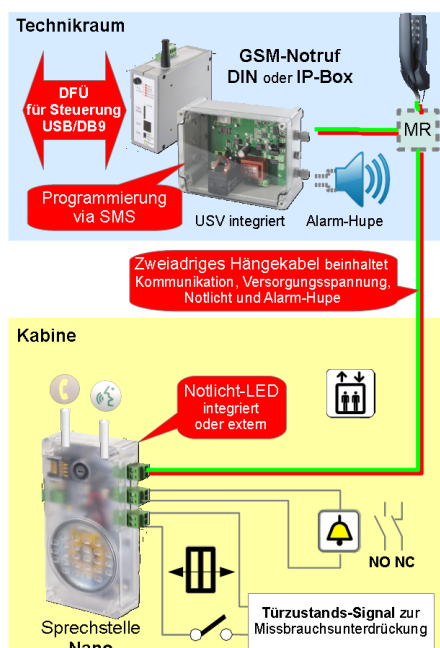 Technikraum
GSM-Notruf
DIN oder IP-Box
DFÜ
für Steuerung
USB/DB9
MR
Programmierung
via SMS
USV integriert
Alarm-Hupe
Zweiadriges Hängekabel beinhaltet
Kommunikation, Versorgungsspannung,
Notlicht und Alarm-Hupe
Kabine
Notlicht-LED
integriert
oder extern
NO NC
Türzustands-Signal zur
Missbrauchsunterdrückung
Sprechstelle
Nano